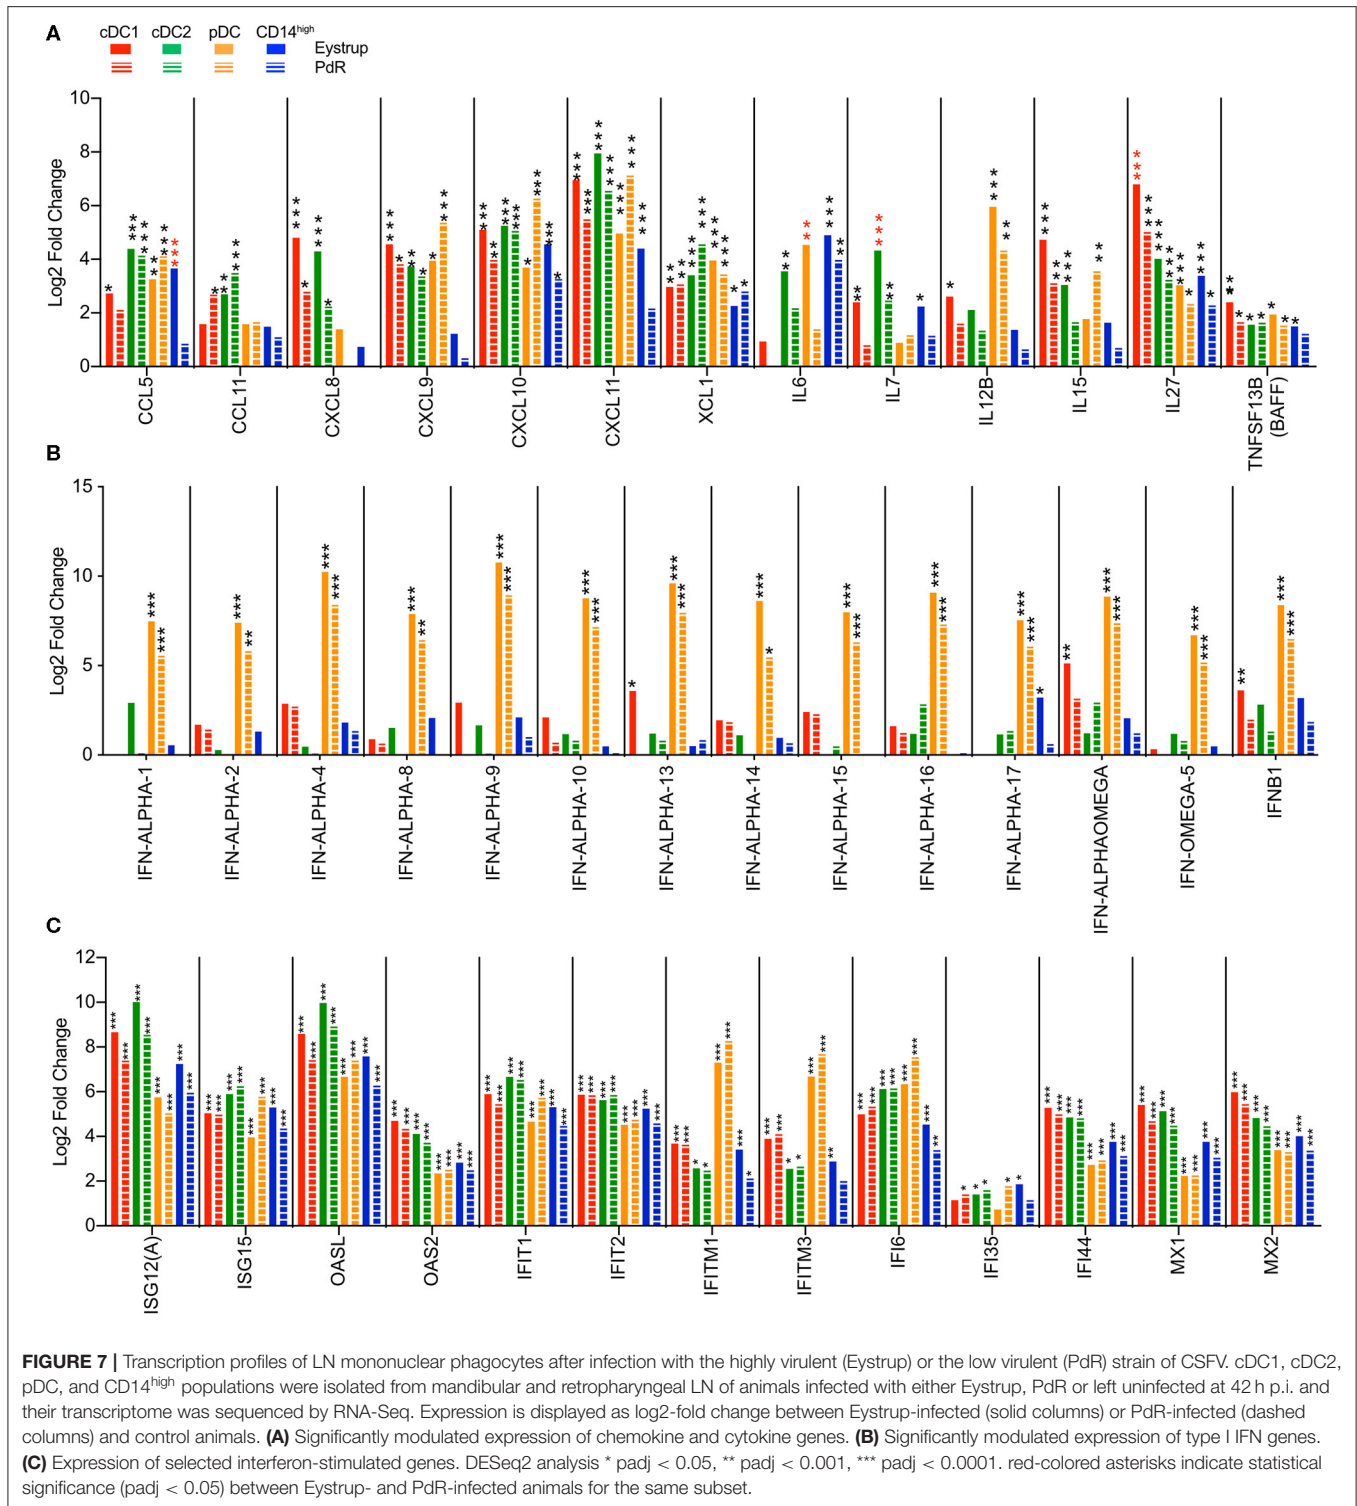 A
cDC1 cDC2 pDC CD14high
Eystrup
PdR
Log2 Fold Change
10
8
6
4
2
0
CCL5 CCL11 CXCL8 CXCL9 CXCL10 CXCL11 XCL1 IL6 IL7 IL12B IL15 IL27 TNFSF13B (BAFF)
B
Log2 Fold Change
15
10
5
0
IFN-ALPHA-1 IFN-ALPHA-2 IFN-ALPHA-4 IFN-ALPHA-8 IFN-ALPHA-9 IFN-ALPHA-10 IFN-ALPHA-13 IFN-ALPHA-14 IFN-ALPHA-15 IFN-ALPHA-16 IFN-ALPHA-17 IFN-ALPHAOMEGA IFN-OMEGA-5 IFNB1
C
Log2 Fold Change
12
10
8
6
4
2
0
ISG12(A) ISG15 OASL OAS2 IFIT1 IFIT2 IFITM1 IFITM3 IFI6 IFI35 IFI44 MX1 MX2
FIGURE 7 | Transcription profiles of LN mononuclear phagocytes after infection with the highly virulent (Eystrup) or the low virulent (PdR) strain of CSFV. cDC1, cDC2,
pDC, and CD14high populations were isolated from mandibular and retropharyngeal LN of animals infected with either Eystrup, PdR or left uninfected at 42 h p.i. and
their transcriptome was sequenced by RNA-Seq. Expression is displayed as log2-fold change between Eystrup-infected (solid columns) or PdR-infected (dashed
columns) and control animals. (A) Significantly modulated expression of chemokine and cytokine genes. (B) Significantly modulated expression of type I IFN genes.
(C) Expression of selected interferon-stimulated genes. DESeq2 analysis * padj < 0.05, ** padj < 0.001, *** padj < 0.0001. red-colored asterisks indicate statistical
significance (padj < 0.05) between Eystrup- and PdR-infected animals for the same subset.